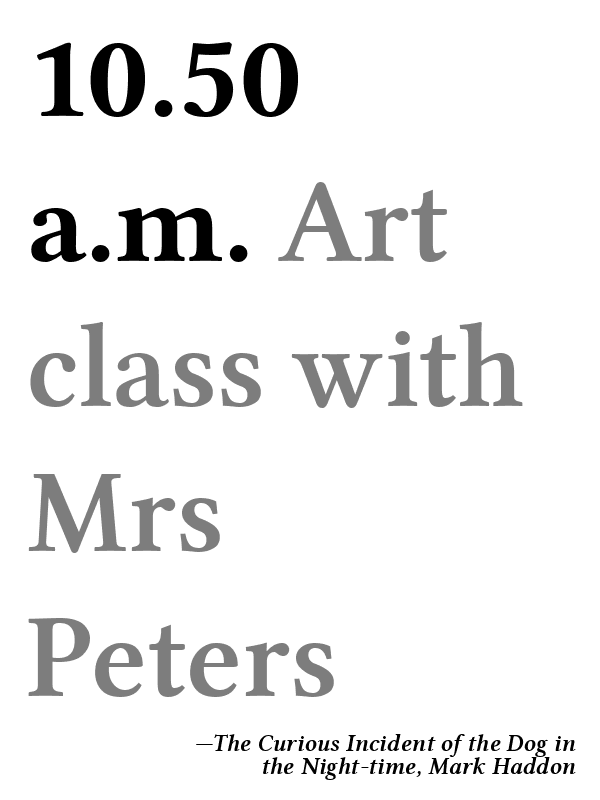 10.50
a.m. Art
class with
Mrs
Peters
—The Curious Incident of the Dog in
the Night-time, Mark Haddon